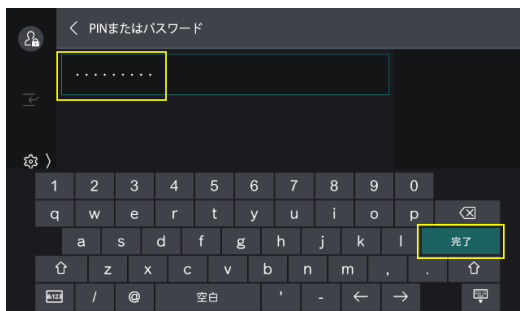 PINまたはパスワード
·········
1 2 3 4 5 6 7 8 9 0
q w e r t y u i o p
a s d f g h j k l 完了
z x c v b n m , .
&123 / @ 空白 ' - ← →